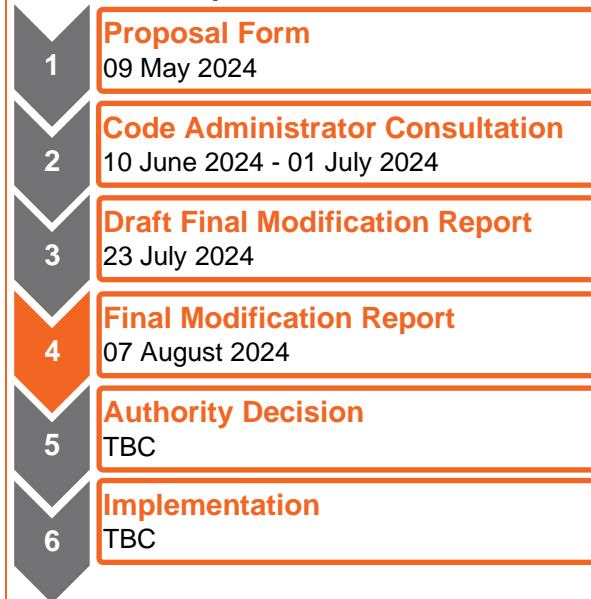 1
Proposal Form
09 May 2024
2
Code Administrator Consultation
10 June 2024 - 01 July 2024
3
Draft Final Modification Report
23 July 2024
4
Final Modification Report
07 August 2024
5
Authority Decision
TBC
6
Implementation
TBC